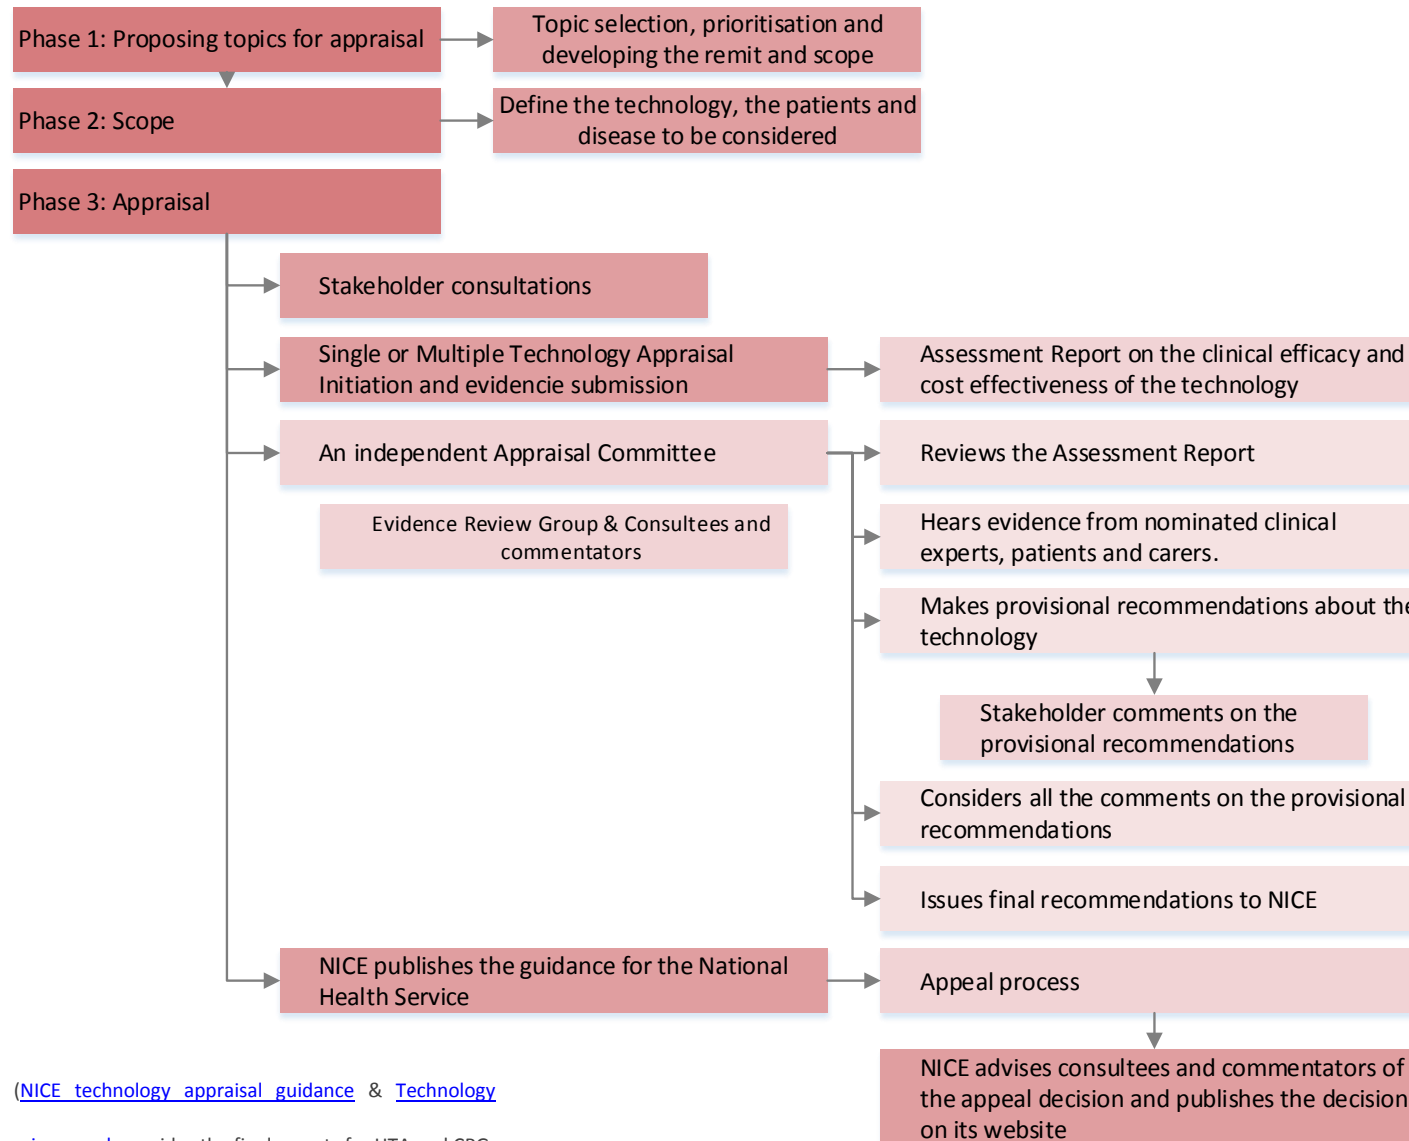 Phase 1: Proposing topics for appraisal
Topic selection, prioritisation and
developing the remit and scope
Phase 2: Scope
Define the technology, the patients and
disease to be considered
Phase 3: Appraisal
Stakeholder consultations
Single or Multiple Technology Appraisal
Initiation and evidencie submission
Assessment Report on the clinical efficacy and
cost effectiveness of the technology
An independent Appraisal Committee
Reviews the Assessment Report
Evidence Review Group & Consultees and
commentators
Hears evidence from nominated clinical
experts, patients and carers.
Makes provisional recommendations about the
technology
Stakeholder comments on the
provisional recommendations
Considers all the comments on the provisional
recommendations
Issues final recommendations to NICE
NICE publishes the guidance for the National
Health Service
Appeal process
NICE advises consultees and commentators of
the appeal decision and publishes the decision
on its website
(NICE technology appraisal guidance & Technology